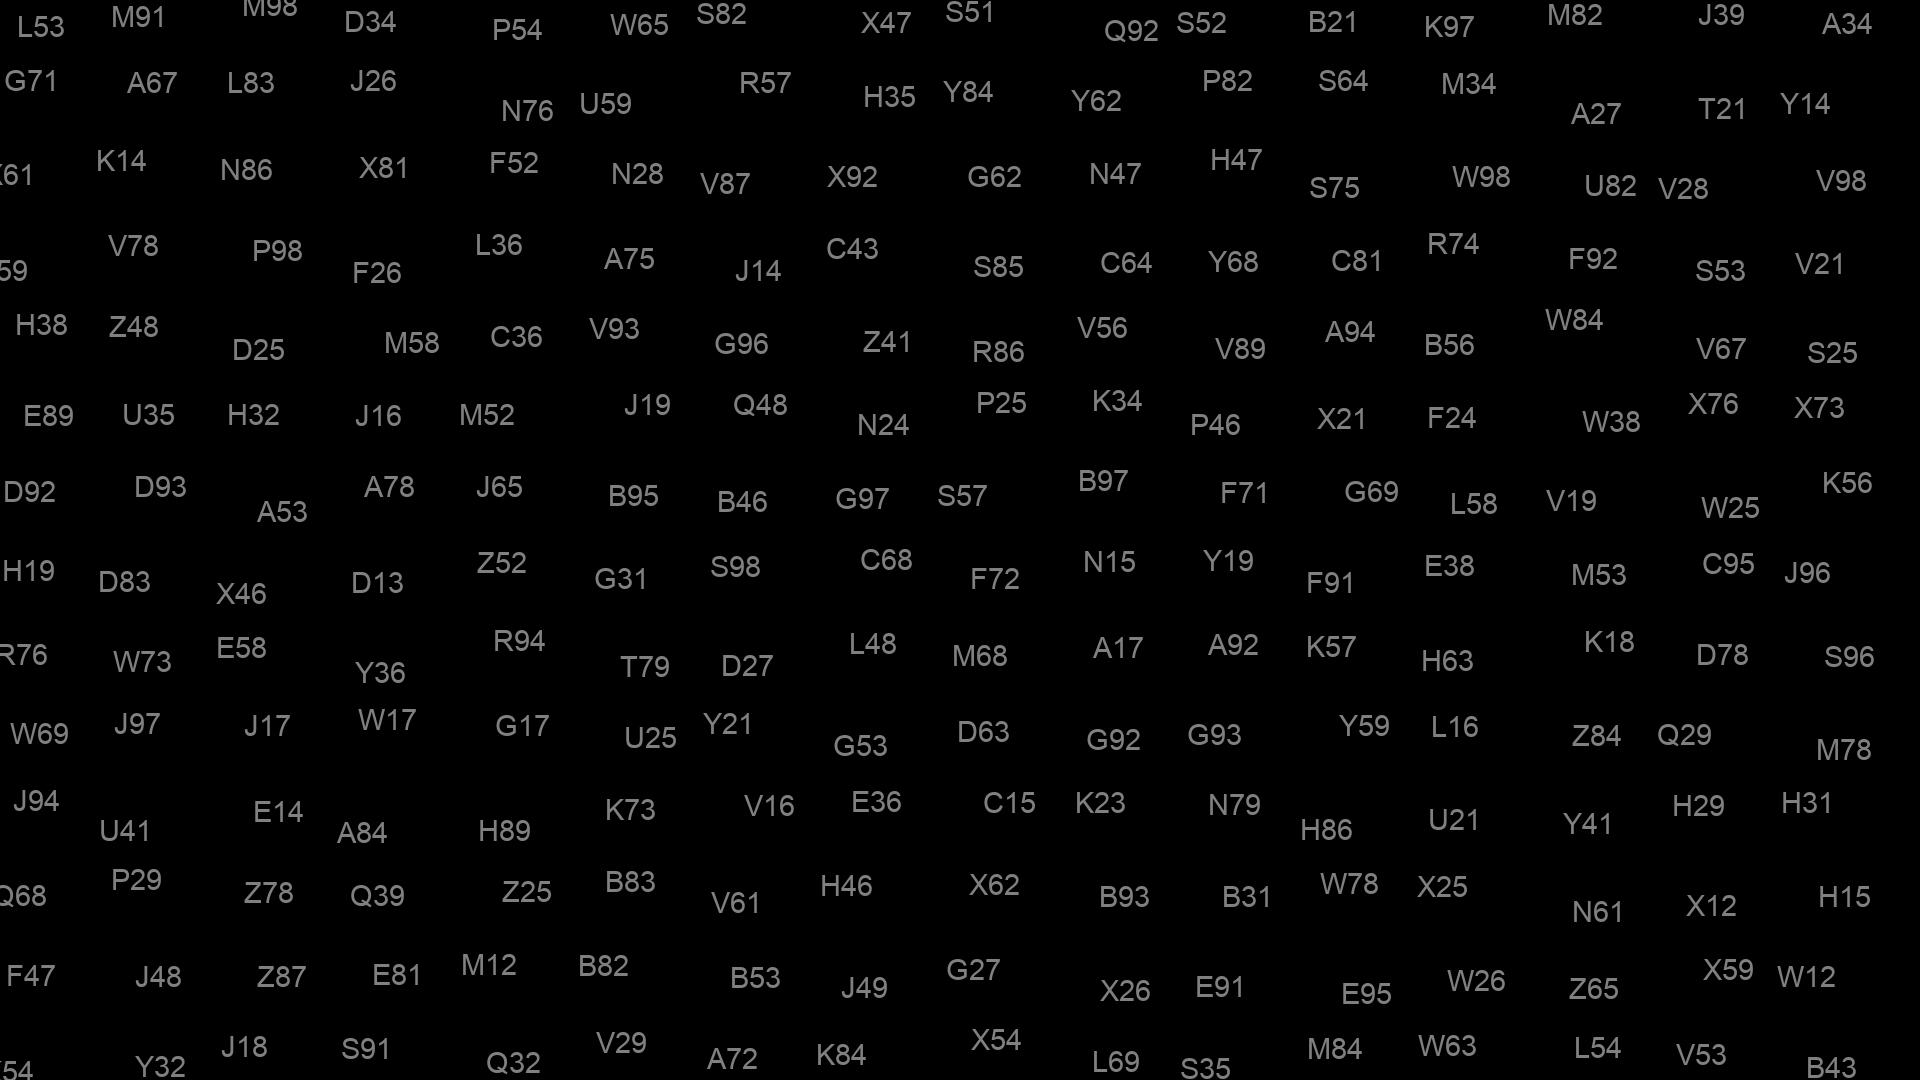 L53 M91 M98 D34 P54 W65 S82 X47 S51 Q92 S52 B21 K97 M82 J39 A34
G71 A67 L83 J26 N76 U59 R57 H35 Y84 Y62 P82 S64 M34 A27 T21 Y14
K14 N86 X81 F52 N28 V87 X92 G62 N47 H47 S75 W98 U82 V28 V98
V78 P98 F26 L36 A75 J14 C43 S85 C64 Y68 C81 R74 F92 S53 V21
H38 Z48 D25 M58 C36 V93 G96 Z41 R86 V56 V89 A94 B56 W84 V67 S25
E89 U35 H32 J16 M52 J19 Q48 N24 P25 K34 P46 X21 F24 W38 X76 X73
D92 D93 A53 A78 J65 B95 B46 G97 S57 B97 F71 G69 L58 V19 W25 K56
H19 D83 X46 D13 Z52 G31 S98 C68 F72 N15 Y19 F91 E38 M53 C95 J96
R76 W73 E58 Y36 R94 T79 D27 L48 M68 A17 A92 K57 H63 K18 D78 S96
W69 J97 J17 W17 G17 U25 Y21 G53 D63 G92 G93 Y59 L16 Z84 Q29 M78
J94 U41 E14 A84 H89 K73 V16 E36 C15 K23 N79 H86 U21 Y41 H29 H31
Q68 P29 Z78 Q39 Z25 B83 V61 H46 X62 B93 B31 W78 X25 N61 X12 H15
F47 J48 Z87 E81 M12 B82 B53 J49 G27 X26 E91 E95 W26 Z65 X59 W12
Y32 J18 S91 Q32 V29 A72 K84 X54 L69 S35 M84 W63 L54 V53 B43